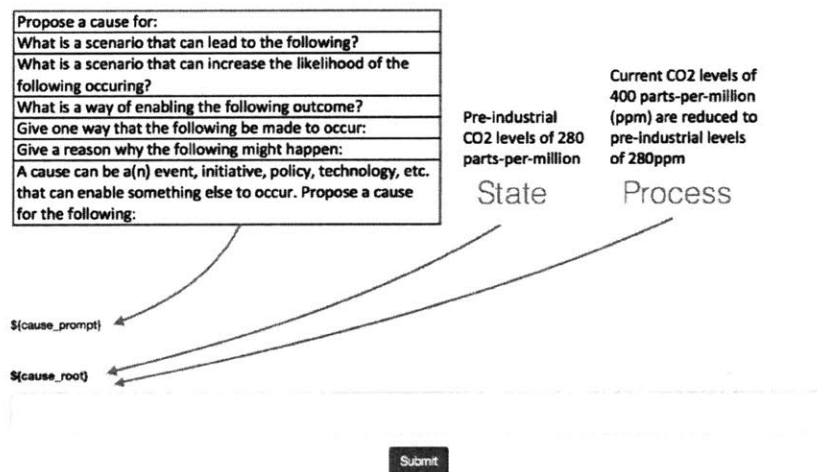 Propose a cause for:
What is a scenario that can lead to the following?
What is a scenario that can increase the likelihood of the
following occuring?
What is a way of enabling the following outcome?
Give one way that the following be made to occur:
Give a reason why the following might happen:
A cause can be a(n) event, initiative, policy, technology, etc.
that can enable something else to occur. Propose a cause
for the following:
Pre-industrial
CO2 levels of 280
parts-per-million
State
Current CO2 levels of
400 parts-per-million
(ppm) are reduced to
pre-industrial levels
of 280ppm
Process
${cause_prompt}
${cause_root}
Submit